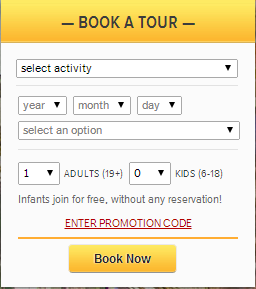 — BOOK A TOUR —
select activity
year month day
select an option
1 ADULTS (19+) 0 KIDS (6-18)
Infants join for free, without any reservation!
ENTER PROMOTION CODE
Book Now